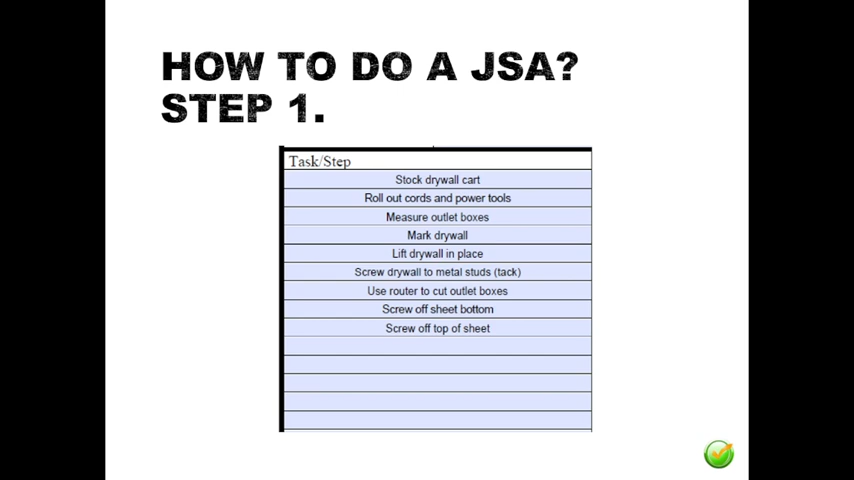 HOW TO DO A JSA?
STEP 1.
Task/Step
Stock drywall cart
Roll out cords and power tools
Measure outlet boxes
Mark drywall
Lift drywall in place
Screw drywall to metal studs (tack)
Use router to cut outlet boxes
Screw off sheet bottom
Screw off top of sheet